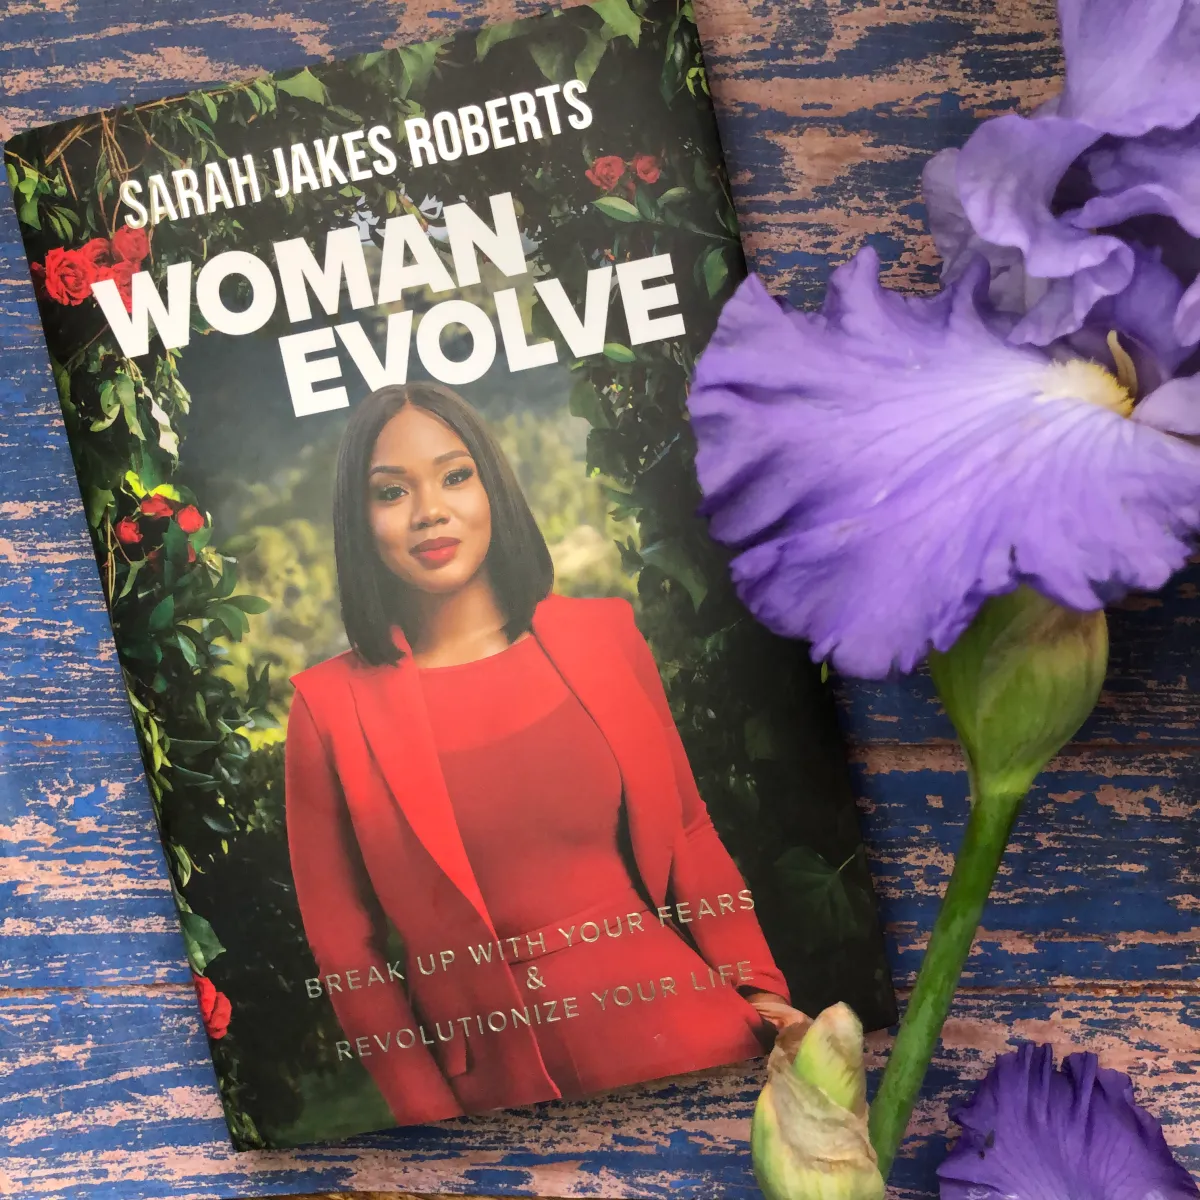 SARAH JAKES ROBERTS
WOMAN
EVOLVE
BREAK UP WITH YOUR FEARS
&
REVOLUTIONIZE YOUR LIFE